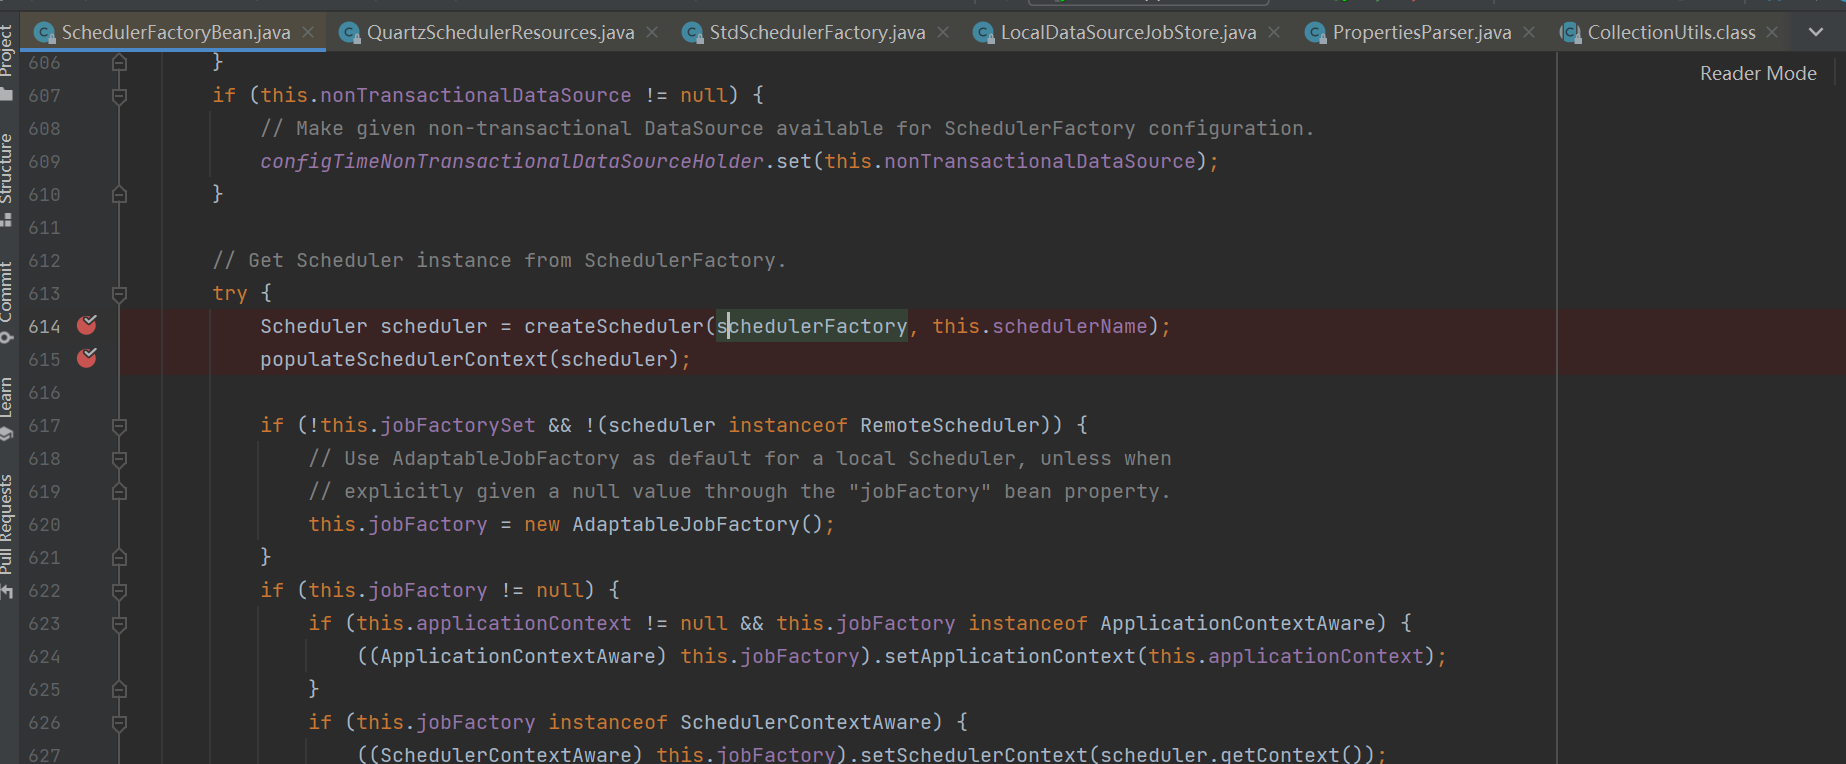 SchedulerFactoryBean.java QuartzSchedulerResources.java StdSchedulerFactory.java LocalDataSourceJobStore.java PropertiesParser.java CollectionUtils.class
Reader Mode
Project
Structure
Commit
Learn
Pull Requests
606 }
607 if (this.nonTransactionalDataSource != null) {
608 // Make given non-transactional DataSource available for SchedulerFactory configuration.
609 configTimeNonTransactionalDataSourceHolder.set(this.nonTransactionalDataSource);
610 }
611
612 // Get Scheduler instance from SchedulerFactory.
613 try {
614 Scheduler scheduler = createScheduler(schedulerFactory, this.schedulerName);
615 populateSchedulerContext(scheduler);
616
617 if (!this.jobFactorySet && !(scheduler instanceof RemoteScheduler)) {
618 // Use AdaptableJobFactory as default for a local Scheduler, unless when
619 // explicitly given a null value through the "jobFactory" bean property.
620 this.jobFactory = new AdaptableJobFactory();
621 }
622 if (this.jobFactory != null) {
623 if (this.applicationContext != null && this.jobFactory instanceof ApplicationContextAware) {
624 ((ApplicationContextAware) this.jobFactory).setApplicationContext(this.applicationContext);
625 }
626 if (this.jobFactory instanceof SchedulerContextAware) {
627 ((SchedulerContextAware) this.jobFactory).setSchedulerContext(scheduler.getContext());